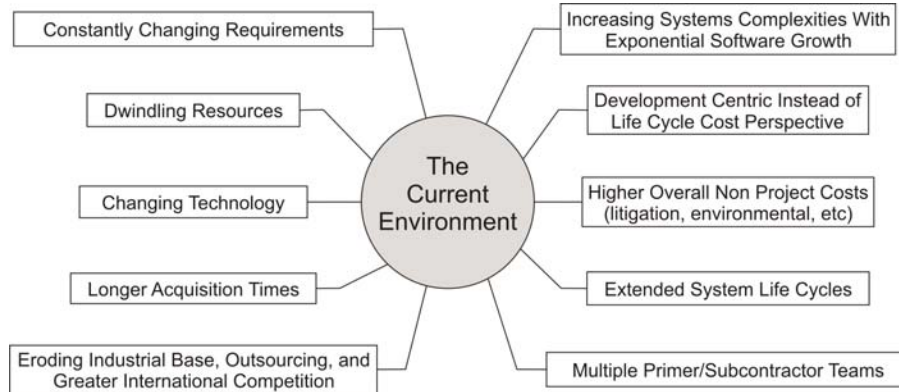 Constantly Changing Requirements
Dwindling Resources
Changing Technology
Longer Acquisition Times
Eroding Industrial Base, Outsourcing, and
Greater International Competition
The
Current
Environment
Increasing Systems Complexities With
Exponential Software Growth
Development Centric Instead of
Life Cycle Cost Perspective
Higher Overall Non Project Costs
(litigation, environmental, etc)
Extended System Life Cycles
Multiple Primer/Subcontractor Teams